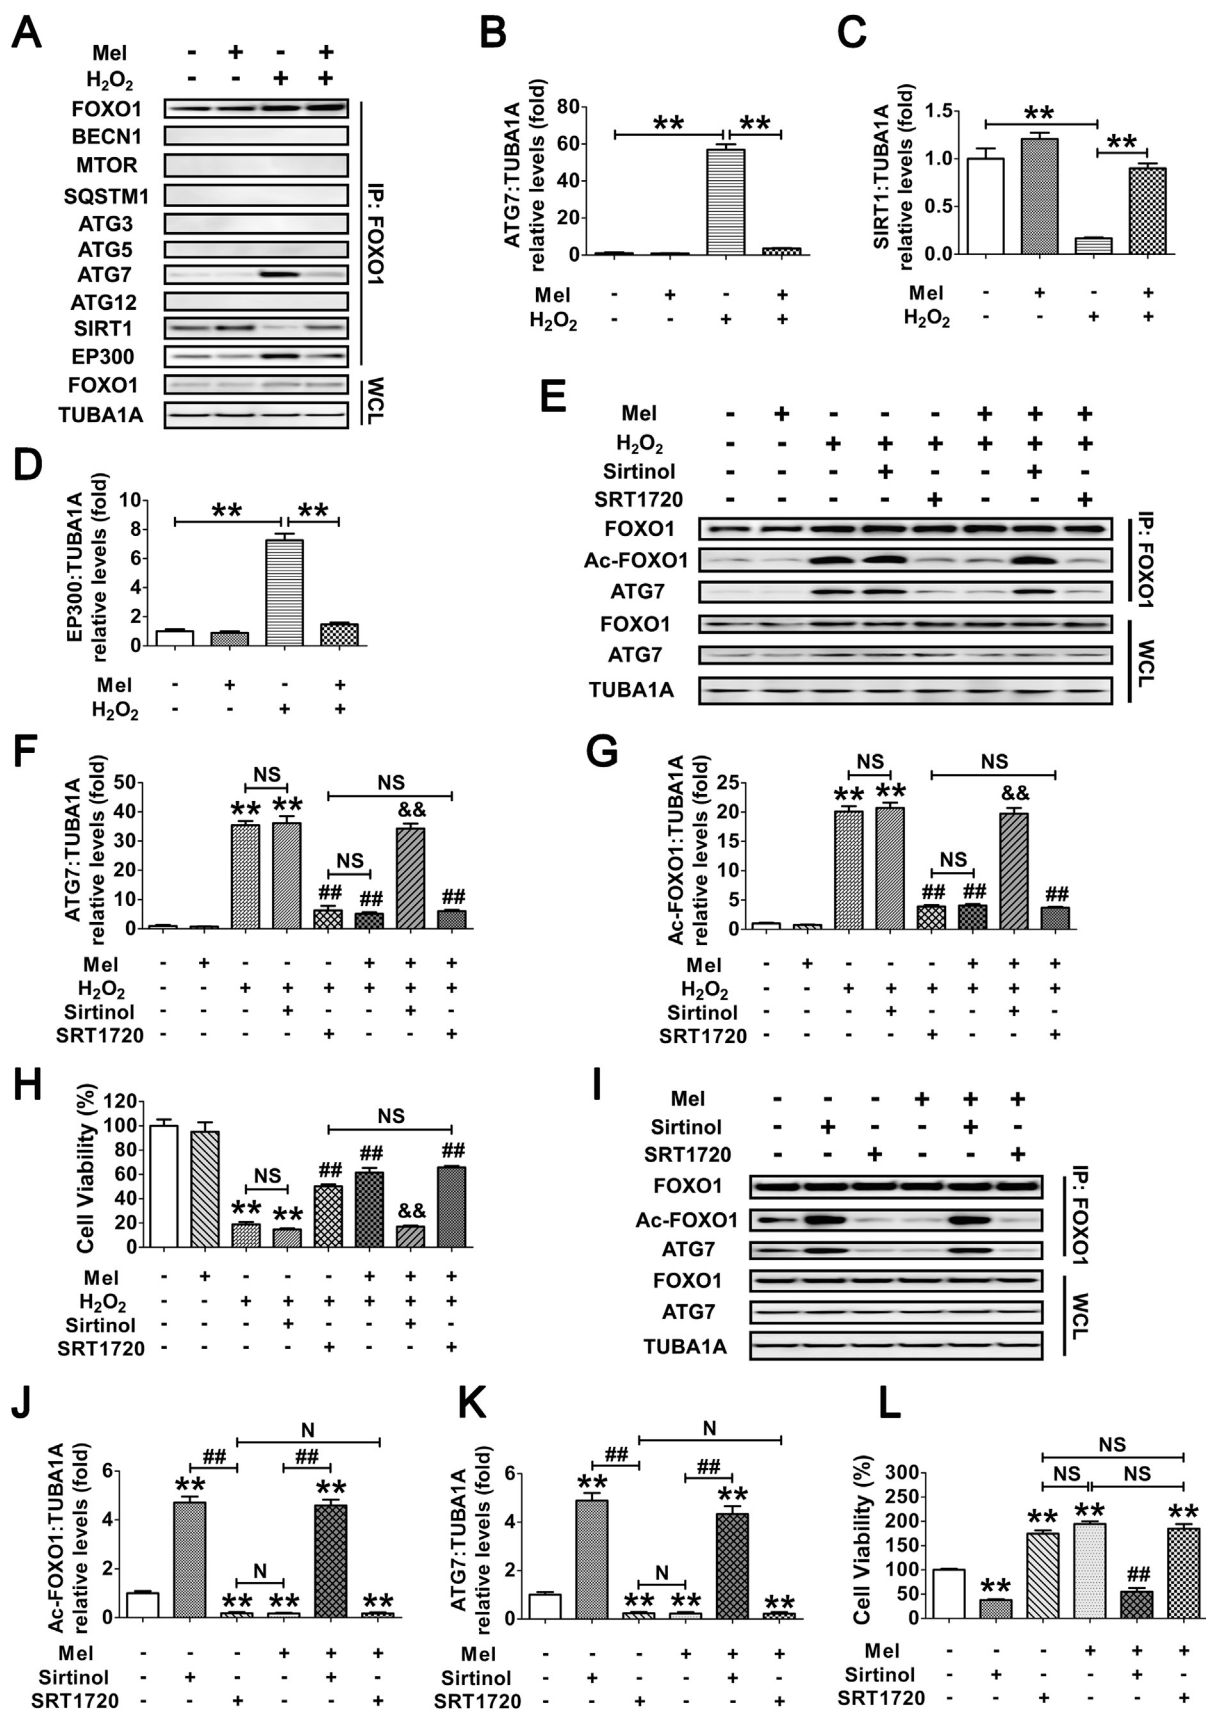 A
Mel - + - +
H₂O₂ - - + +
FOXO1
BECN1
MTOR
SQSTM1
ATG3
ATG5
ATG7
ATG12
SIRT1
EP300
FOXO1
TUBA1A
IP: FOXO1
WCL
B
ATG7:TUBA1A
relative levels (fold)
80
60
40
20
0
** **
Mel - + - +
H₂O₂ - - + +
C
SIRT1:TUBA1A
relative levels (fold)
1.5
1.0
0.5
0.0
** **
Mel - + - +
H₂O₂ - - + +
D
EP300:TUBA1A
relative levels (fold)
10
8
6
4
2
0
** **
Mel - + - +
H₂O₂ - - + +
E
Mel - + - - - + + +
H₂O₂ - - + + + + + +
Sirtinol - - - + - - + -
SRT1720 - - - - + - - +
FOXO1
Ac-FOXO1
ATG7
FOXO1
ATG7
TUBA1A
IP: FOXO1
WCL
F
ATG7:TUBA1A
relative levels (fold)
50
40
30
20
10
0
NS NS
** ** &&
NS
## ## ##
Mel - + - - - + + +
H₂O₂ - - + + + + + +
Sirtinol - - - + - - + -
SRT1720 - - - - + - - +
G
Ac-FOXO1:TUBA1A
relative levels (fold)
25
20
15
10
5
0
NS NS
** ** &&
NS
## ## ##
Mel - + - - - + + +
H₂O₂ - - + + + + + +
Sirtinol - - - + - - + -
SRT1720 - - - - + - - +
H
Cell Viability (%)
120
100
80
60
40
20
0
NS
## ## ##
NS
** ** &&
Mel - + - - - + + +
H₂O₂ - - + + + + + +
Sirtinol - - - + - - + -
SRT1720 - - - - + - - +
I
Mel - - - + + +
Sirtinol - + - - + -
SRT1720 - - + - - +
FOXO1
Ac-FOXO1
ATG7
FOXO1
ATG7
TUBA1A
IP: FOXO1
WCL
J
Ac-FOXO1:TUBA1A
relative levels (fold)
6
4
2
0
N
## ##
** **
N
** ** **
Mel - - - + + +
Sirtinol - + - - + -
SRT1720 - - + - - +
K
ATG7:TUBA1A
relative levels (fold)
6
4
2
0
N
## ##
** **
N
** ** **
Mel - - - + + +
Sirtinol - + - - + -
SRT1720 - - + - - +
L
Cell Viability (%)
300
250
200
150
100
50
0
NS
NS NS
** ** **
** ##
Mel - - - + + +
Sirtinol - + - - + -
SRT1720 - - + - - +